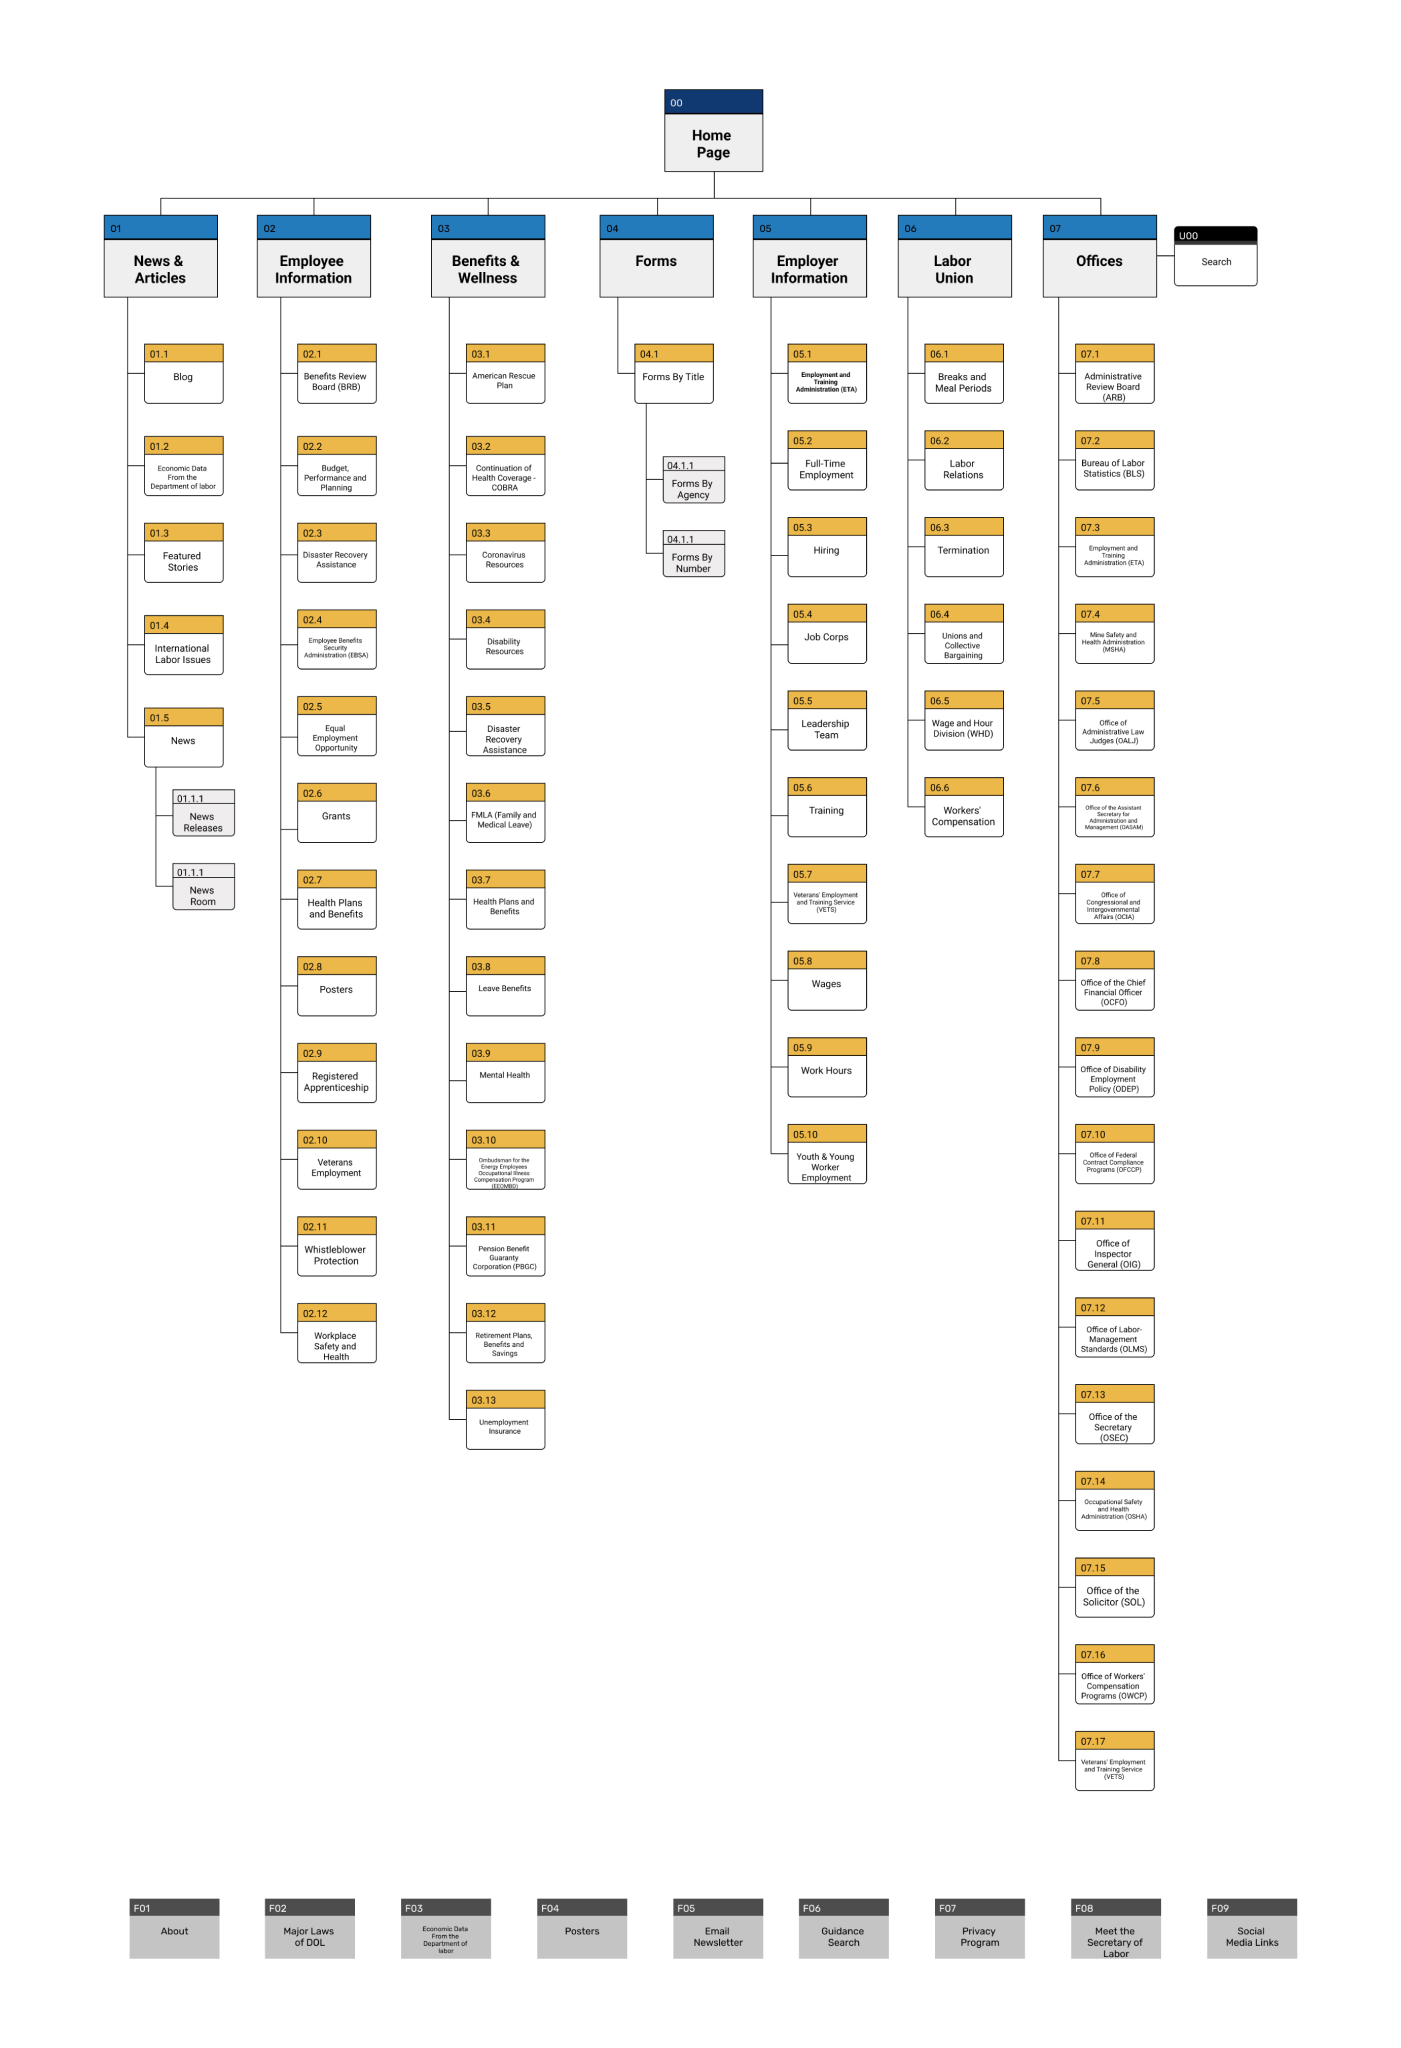 00
Home
Page
01
News &
Articles
02
Employee
Information
03
Benefits &
Wellness
04
Forms
05
Employer
Information
06
Labor
Union
07
Offices
U00
Search
01.1
Blog
01.2
Economic Data
From the
Department of labor
01.3
Featured
Stories
01.4
International
Labor Issues
01.5
News
01.1.1
News
Releases
01.1.1
News
Room
02.1
Benefits Review
Board (BRB)
02.2
Budget,
Performance and
Planning
02.3
Disaster Recovery
Assistance
02.4
Employee Benefits
Security
Administration (EBSA)
02.5
Equal
Employment
Opportunity
02.6
Grants
02.7
Health Plans
and Benefits
02.8
Posters
02.9
Registered
Apprenticeship
02.10
Veterans
Employment
02.11
Whistleblower
Protection
02.12
Workplace
Safety and
Health
03.1
American Rescue
Plan
03.2
Continuation of
Health Coverage -
COBRA
03.3
Coronavirus
Resources
03.4
Disability
Resources
03.5
Disaster
Recovery
Assistance
03.6
FMLA (Family and
Medical Leave)
03.7
Health Plans and
Benefits
03.8
Leave Benefits
03.9
Mental Health
03.10
Ombudsman for the
Energy Employees
Occupational Illness
Compensation Program
(EEOMBD)
03.11
Pension Benefit
Guaranty
Corporation (PBGC)
03.12
Retirement Plans,
Benefits and
Savings
03.13
Unemployment
Insurance
04.1
Forms By Title
04.1.1
Forms By
Agency
04.1.1
Forms By
Number
05.1
Employment and
Training
Administration (ETA)
05.2
Full-Time
Employment
05.3
Hiring
05.4
Job Corps
05.5
Leadership
Team
05.6
Training
05.7
Veterans' Employment
and Training Service
(VETS)
05.8
Wages
05.9
Work Hours
05.10
Youth & Young
Worker
Employment
06.1
Breaks and
Meal Periods
06.2
Labor
Relations
06.3
Termination
06.4
Unions and
Collective
Bargaining
06.5
Wage and Hour
Division (WHD)
06.6
Workers'
Compensation
07.1
Administrative
Review Board
(ARB)
07.2
Bureau of Labor
Statistics (BLS)
07.3
Employment and
Training
Administration (ETA)
07.4
Mine Safety and
Health Administration
(MSHA)
07.5
Office of
Administrative Law
Judges (OALJ)
07.6
Office of the Assistant
Secretary for
Administration and
Management (OASAM)
07.7
Office of
Congressional and
Intergovernmental
Affairs (OCIA)
07.8
Office of the Chief
Financial Officer
(OCFO)
07.9
Office of Disability
Employment
Policy (ODEP)
07.10
Office of Federal
Contract Compliance
Programs (OFCCP)
07.11
Office of
Inspector
General (OIG)
07.12
Office of Labor-
Management
Standards (OLMS)
07.13
Office of the
Secretary
(OSEC)
07.14
Occupational Safety
and Health
Administration (OSHA)
07.15
Office of the
Solicitor (SOL)
07.16
Office of Workers'
Compensation
Programs (OWCP)
07.17
Veterans' Employment
and Training Service
(VETS)
F01
About
F02
Major Laws
of DOL
F03
Economic Data
From the
Department of
labor
F04
Posters
F05
Email
Newsletter
F06
Guidance
Search
F07
Privacy
Program
F08
Meet the
Secretary of
Labor
F09
Social
Media Links